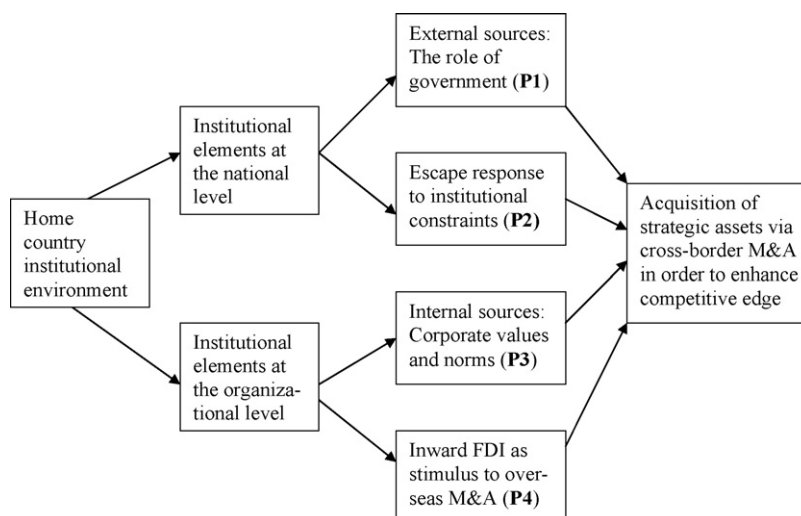 External sources:
The role of
government (P1)
Institutional
elements at
the national
level
Escape response
to institutional
constraints (P2)
Acquisition of
strategic assets via
cross-border M&A
in order to enhance
competitive edge
Home
country
institutional
environment
Internal sources:
Corporate values
and norms (P3)
Institutional
elements at
the organiza-
tional level
Inward FDI as
stimulus to over-
seas M&A (P4)